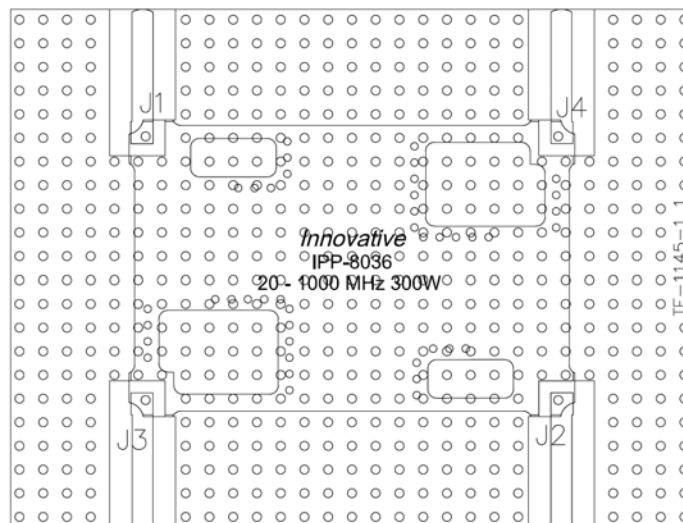 J1
J4
Innovative
IPP-8036
20 - 1000 MHz 300W
TF-1145-1.1
J3
J2